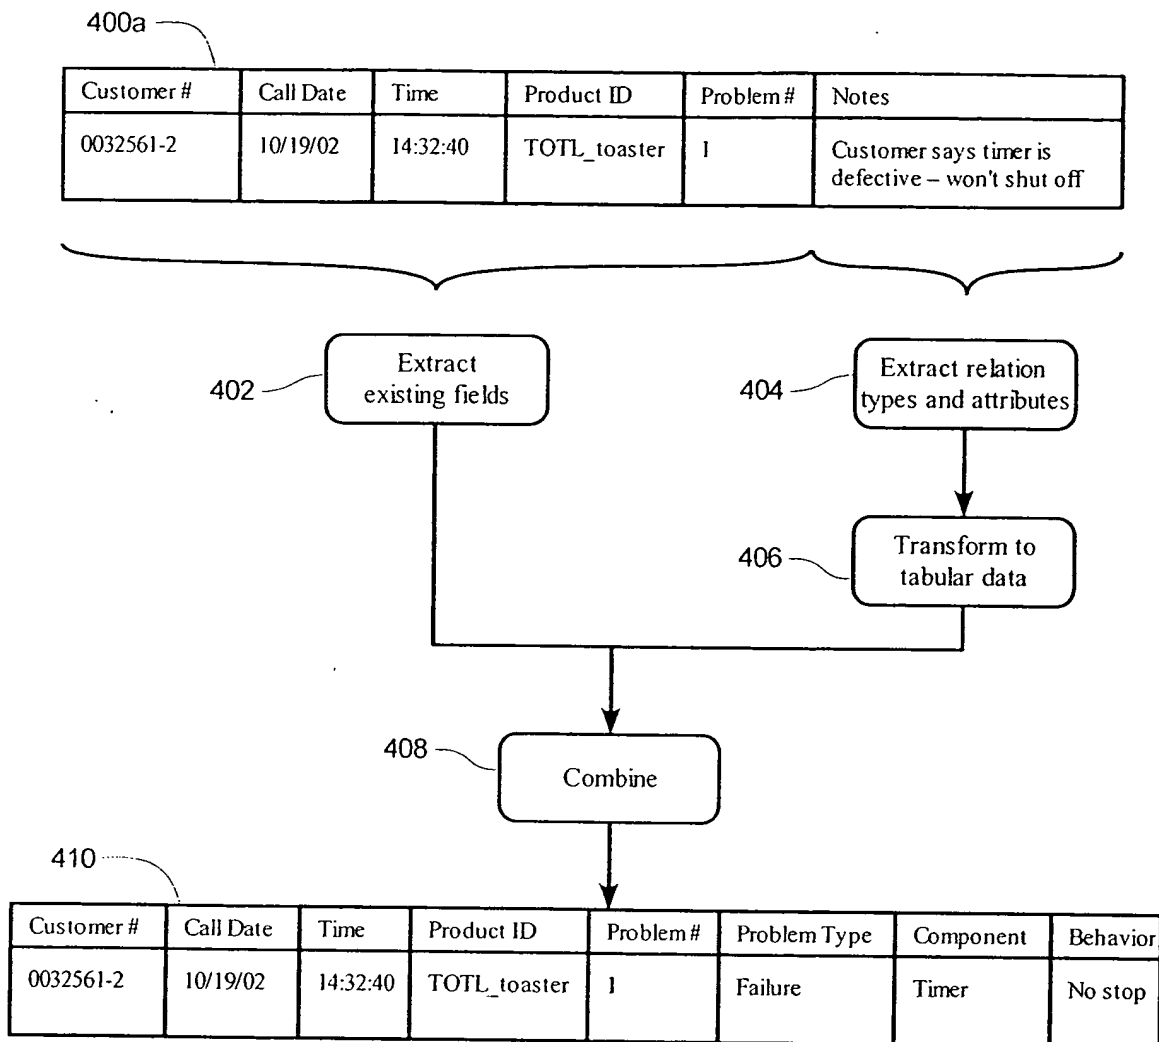 400a
Customer # Call Date Time Product ID Problem # Notes
0032561-2 10/19/02 14:32:40 TOTL_toaster 1 Customer says timer is
defective – won't shut off
402
Extract
existing fields
404
Extract relation
types and attributes
406
Transform to
tabular data
408
Combine
410
Customer # Call Date Time Product ID Problem # Problem Type Component Behavior
0032561-2 10/19/02 14:32:40 TOTL_toaster 1 Failure Timer No stop